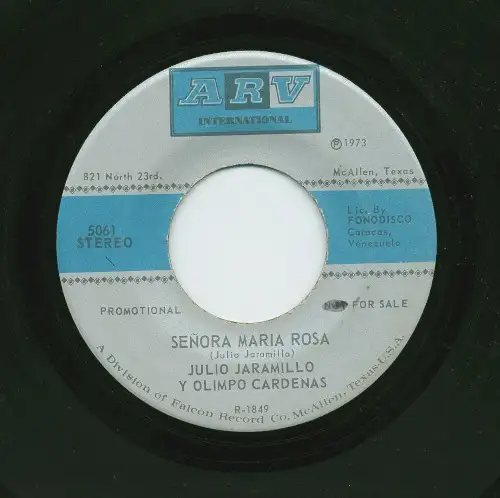 ARV
INTERNATIONAL
℗1973
821 North 23rd.
McAllen, Texas
5061
STEREO
Lic. By
FONODISCO
Caracas,
Venezuela
PROMOTIONAL
FOR SALE
SEÑORA MARIA ROSA
(Julio Jaramillo)
JULIO JARAMILLO
Y OLIMPO CARDENAS
R-1849
A Division of Falcon Record Co. McAllen, Texas U.S.A.